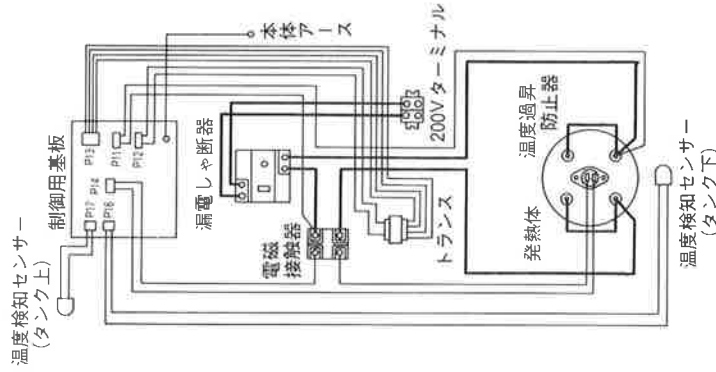 温度検知センサー
(タンク上)
制御用基板
P17
P16
P14
P13
P11
P12
本体アース
漏電しゃ断器
電磁
接触器
トランス
200Vターミナル
発熱体
温度過昇
防止器
温度検知センサー
(タンク下)